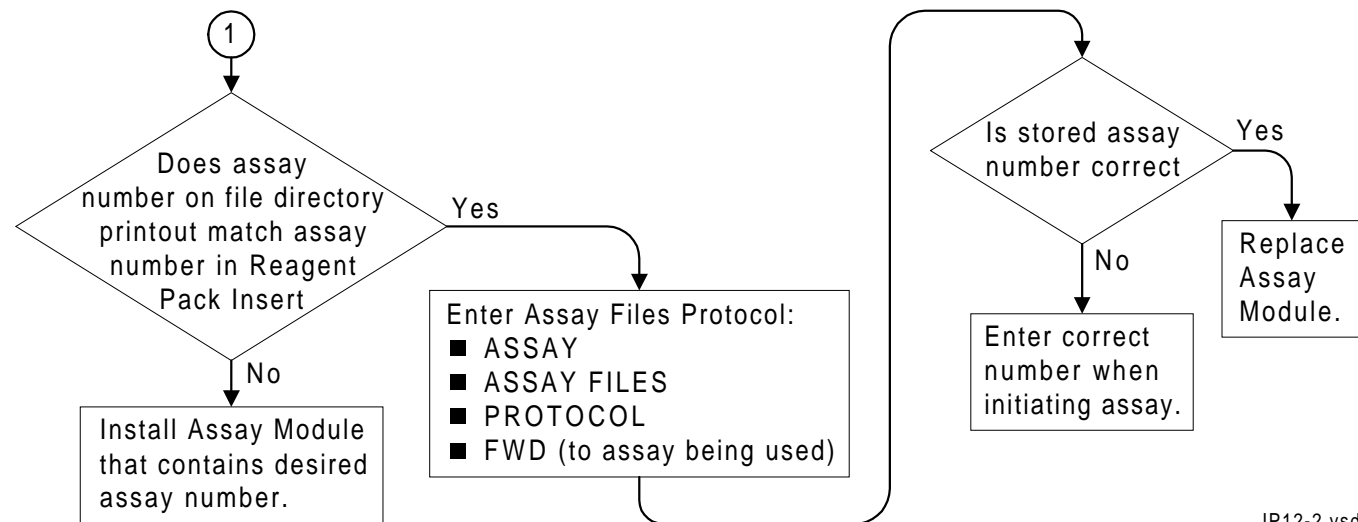 1
Does assay
number on file directory
printout match assay
number in Reagent
Pack Insert
Yes
No
Install Assay Module
that contains desired
assay number.
Enter Assay Files Protocol:
■ ASSAY
■ ASSAY FILES
■ PROTOCOL
■ FWD (to assay being used)
Is stored assay
number correct
Yes
No
Replace
Assay
Module.
Enter correct
number when
initiating assay.